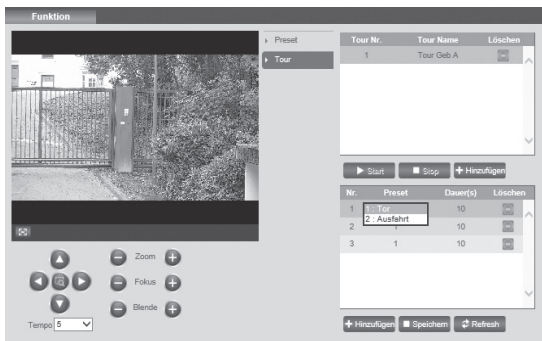 Funktion
Preset
Tour
Tour Nr. Tour Name Löschen
1 Tour Geb A
Start Stop Hinzufügen
Nr. Preset Dauer(s) Löschen
1 1 : Tor 10
2 : Ausfahrt
2 1 10
3 1 10
Zoom
Fokus
Blende
Tempo 5
Hinzufügen Speichern Refresh